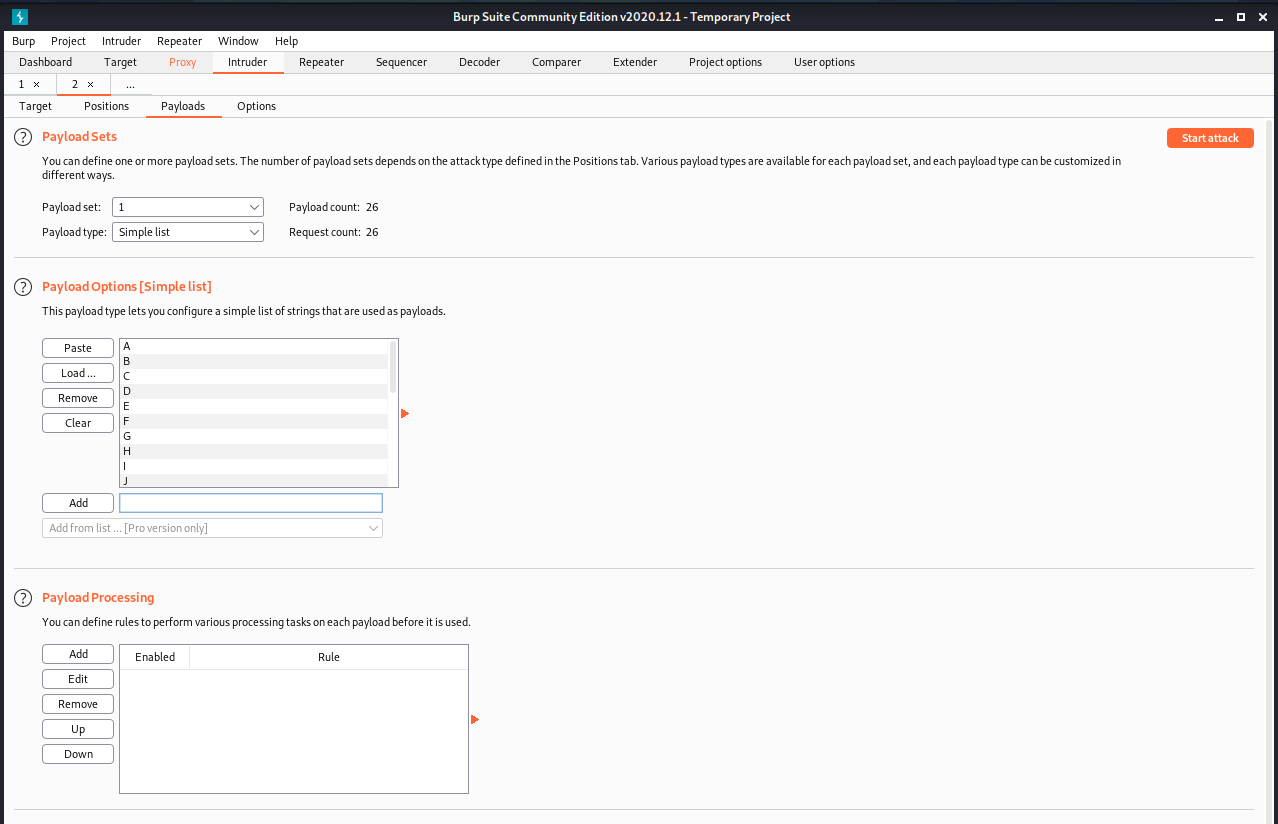 Burp Suite Community Edition v2020.12.1 - Temporary Project
Burp Project Intruder Repeater Window Help
Dashboard Target Proxy Intruder Repeater Sequencer Decoder Comparer Extender Project options User options
1 × 2 × ...
Target Positions Payloads Options
? Payload Sets
Start attack
You can define one or more payload sets. The number of payload sets depends on the attack type defined in the Positions tab. Various payload types are available for each payload set, and each payload type can be customized in
different ways.
Payload set: 1 Payload count: 26
Payload type: Simple list Request count: 26
? Payload Options [Simple list]
This payload type lets you configure a simple list of strings that are used as payloads.
Paste
Load ...
Remove
Clear
A
B
C
D
E
F
G
H
I
J
Add
Add from list ... [Pro version only]
? Payload Processing
You can define rules to perform various processing tasks on each payload before it is used.
Add
Edit
Remove
Up
Down
Enabled Rule